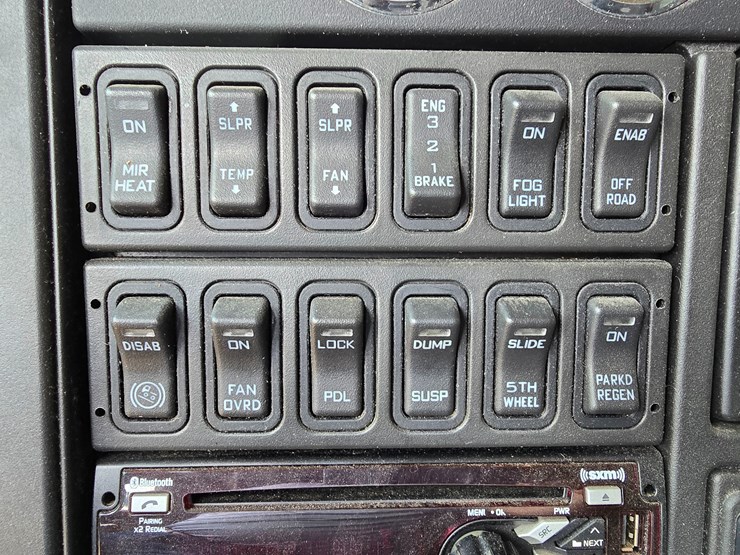 ON
MIR
HEAT
SLPR
TEMP
SLPR
FAN
ENG
3
2
1
BRAKE
ON
FOG
LIGHT
ENAB
OFF
ROAD
DISAB
ON
FAN
OVRD
LOCK
PDL
DUMP
SUSP
SLIDE
5TH
WHEEL
ON
PARKD
REGEN
Bluetooth
PAIRING
X2 REDIAL
((SXM))
MENU
PWR
SRC
NEXT